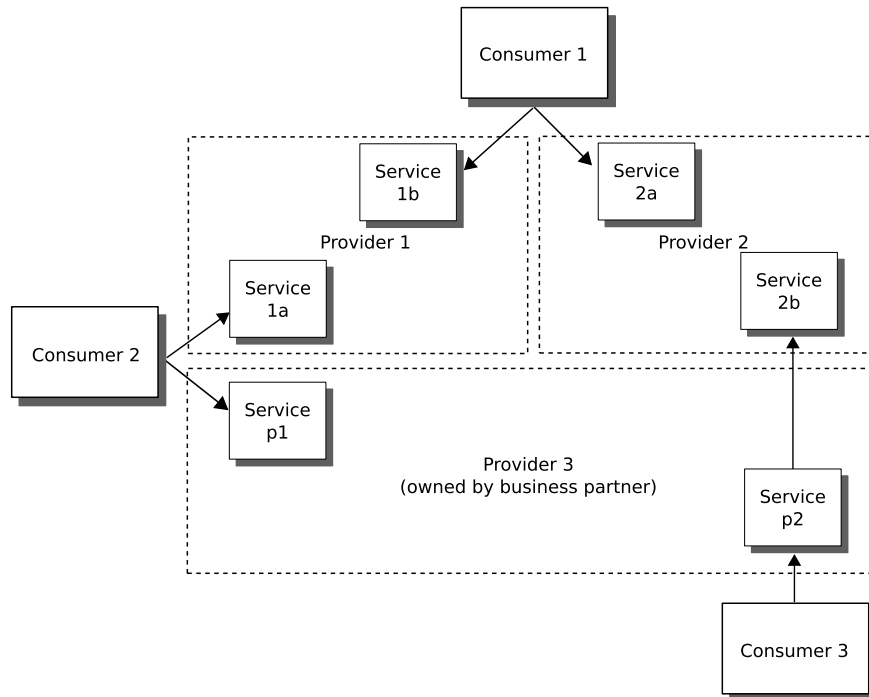 Consumer 1
Service
1b
Service
2a
Provider 1
Provider 2
Service
1a
Service
2b
Consumer 2
Service
p1
Provider 3
(owned by business partner)
Service
p2
Consumer 3